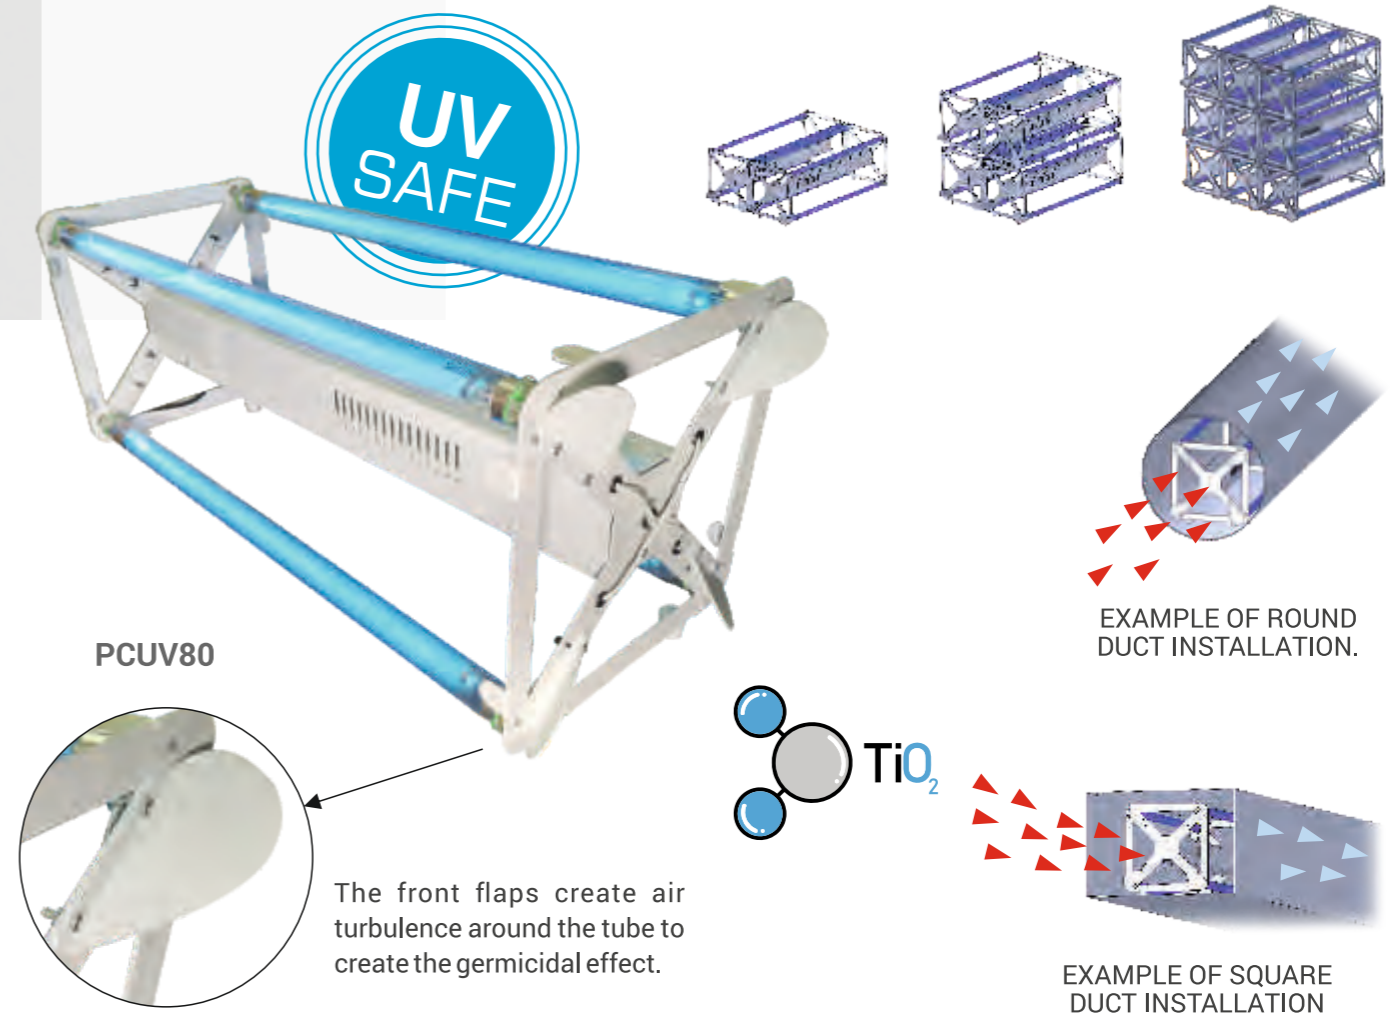 UV
SAFE
PCUV80
EXAMPLE OF ROUND
DUCT INSTALLATION.
TiO₂
The front flaps create air
turbulence around the tube to
create the germicidal effect.
EXAMPLE OF SQUARE
DUCT INSTALLATION